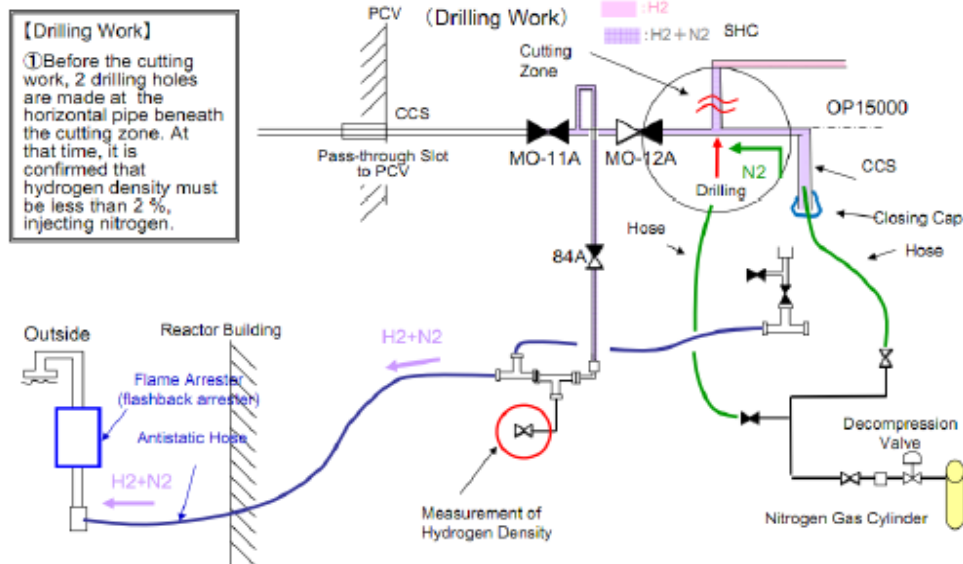 【Drilling Work】
①Before the cutting
work, 2 drilling holes
are made at the
horizontal pipe beneath
the cutting zone. At
that time, it is
confirmed that
hydrogen density must
be less than 2 %,
injecting nitrogen.
PCV
(Drilling Work)
:H2
:H2+N2
SHC
Cutting
Zone
CCS
OP15000
Pass-through Slot
to PCV
MO-11A
MO-12A
N2
Drilling
CCS
Closing Cap
Hose
Hose
84A
Outside
Reactor Building
H2+N2
Flame Arrester
(flashback arrester)
Antistatic Hose
H2+N2
Decompression
Valve
Measurement of
Hydrogen Density
Nitrogen Gas Cylinder